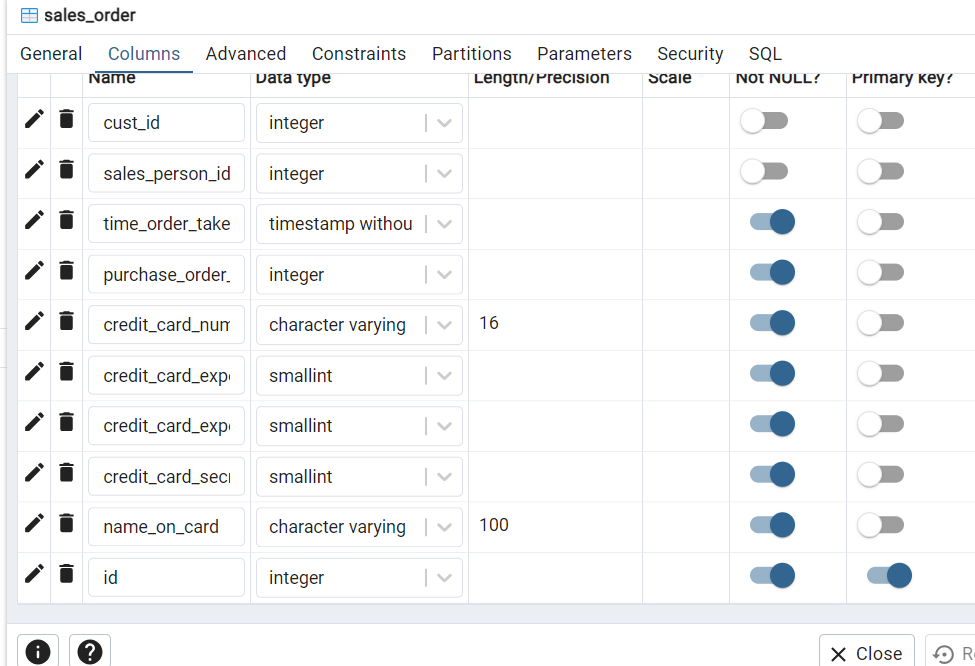 sales_order
General Columns Advanced Constraints Partitions Parameters Security SQL
Name Data type Length/Precision Scale Not NULL? Primary key?
cust_id integer
sales_person_id integer
time_order_take timestamp withou
purchase_order_ integer
credit_card_num character varying 16
credit_card_exp smallint
credit_card_exp smallint
credit_card_sec smallint
name_on_card character varying 100
id integer
Close R